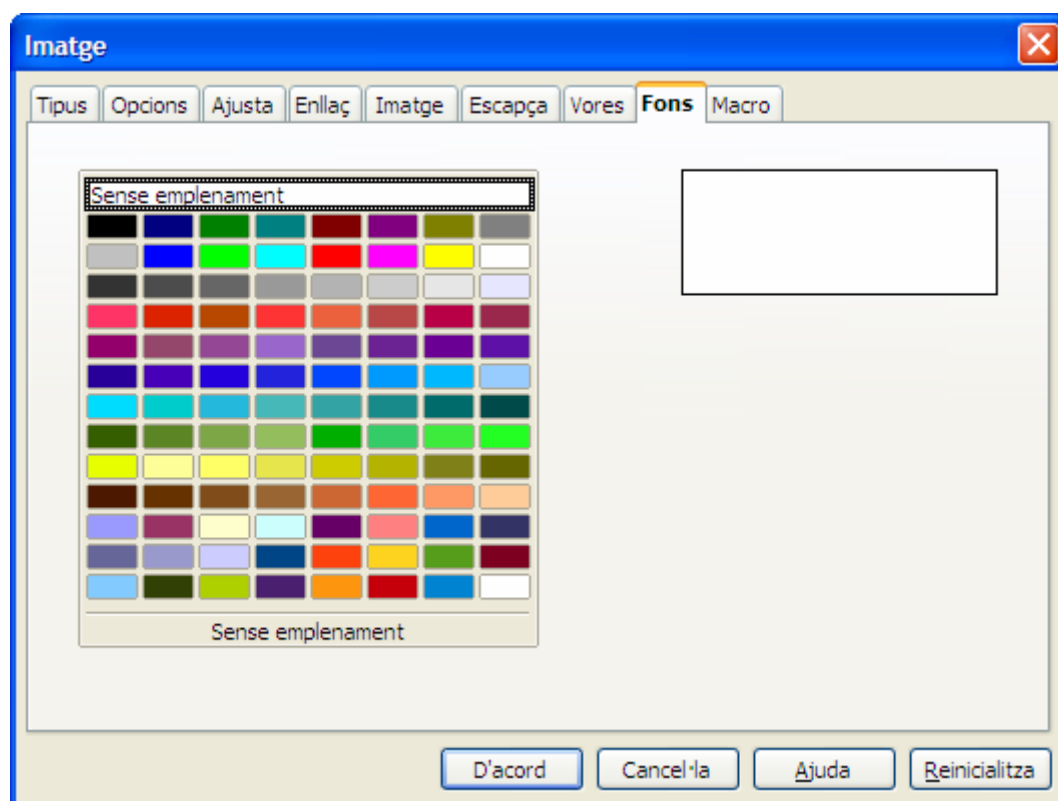 Imatge
Tipus Opcions Ajusta Enllaç Imatge Escapça Vores Fons Macro
Sense emplenament
Sense emplenament
D'acord Cancel·la Ajuda Reinicialitza